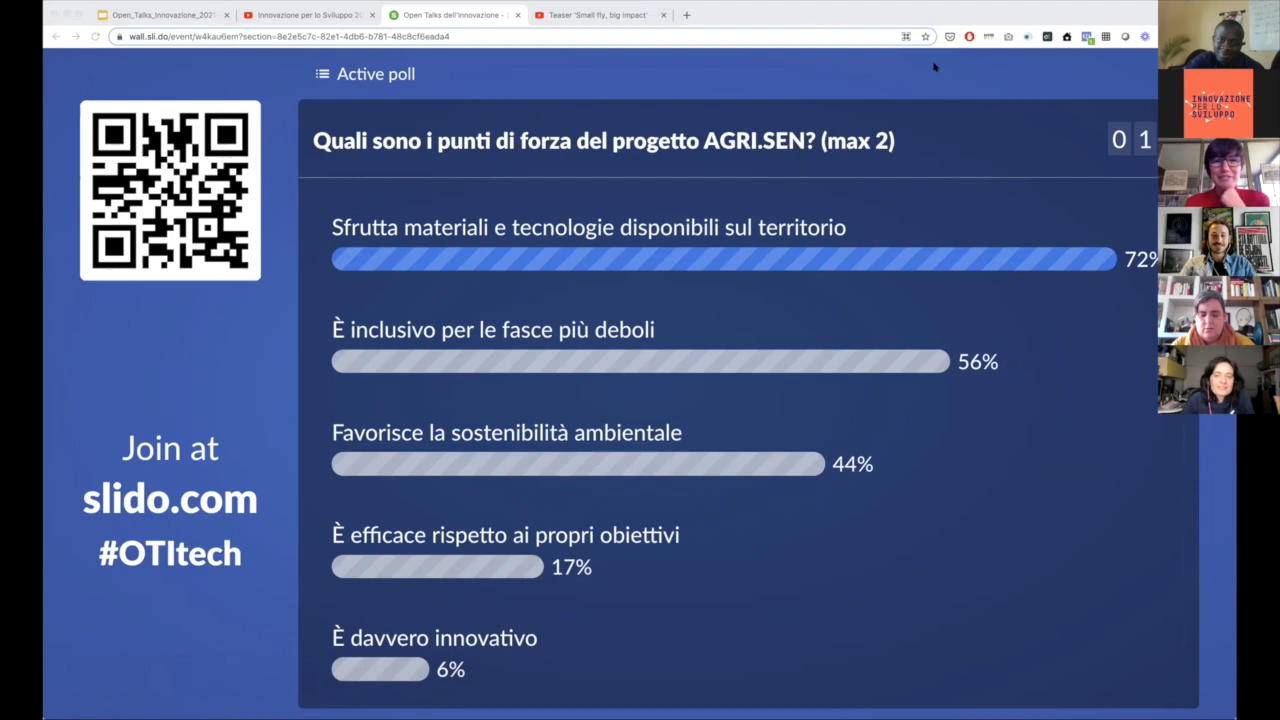 Open_Talks_Innovazione_2021
Innovazione per lo Sviluppo 20
Open Talks dell'Innovazione -
Teaser 'Small fly, big impact'
wall.sli.do/event/w4kau6em?section=8e2e5c7c-82e1-4db6-b781-48c8cf6eada4
Active poll
Quali sono i punti di forza del progetto AGRI.SEN? (max 2)
0 1
Sfrutta materiali e tecnologie disponibili sul territorio
72%
È inclusivo per le fasce più deboli
56%
Favorisce la sostenibilità ambientale
44%
È efficace rispetto ai propri obiettivi
17%
È davvero innovativo
6%
Join at
slido.com
#OTItech
INNOVAZIONE
PER LO
SVILUPPO